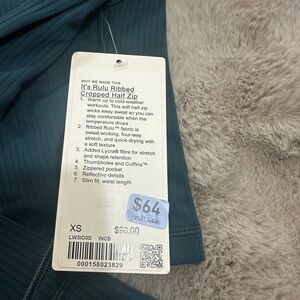 WHY WE MADE THIS
It's Rulu Ribbed
Cropped Half Zip
1. Warm up to cold-weather
workouts. This soft half zip
wicks away sweat so you can
stay comfortable when the
temperature drops
2. Ribbed Rulu™ fabric is
sweat-wicking, four-way
stretch, and quick-drying with
a soft texture
3. Added Lycra® fibre for stretch
and shape retention
4. Thumbholes and Cuffins™
5. Zippered pocket
6. Reflective details
7. Slim fit, waist length
$64
Final Sale
XS
$98.00
LW3IO5S INCB
000158023829